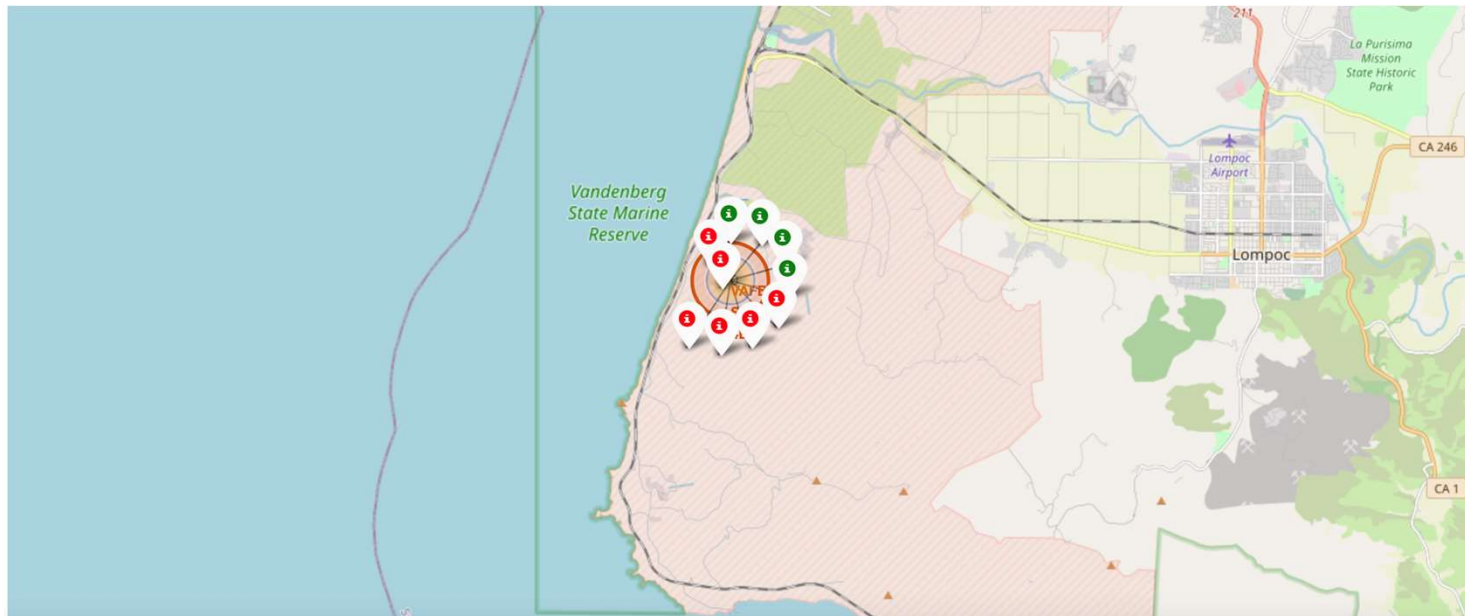 211
La Purisima
Mission
State Historic
Park
CA 246
Lompoc
Airport
Vandenberg
State Marine
Reserve
Lompoc
CA 1